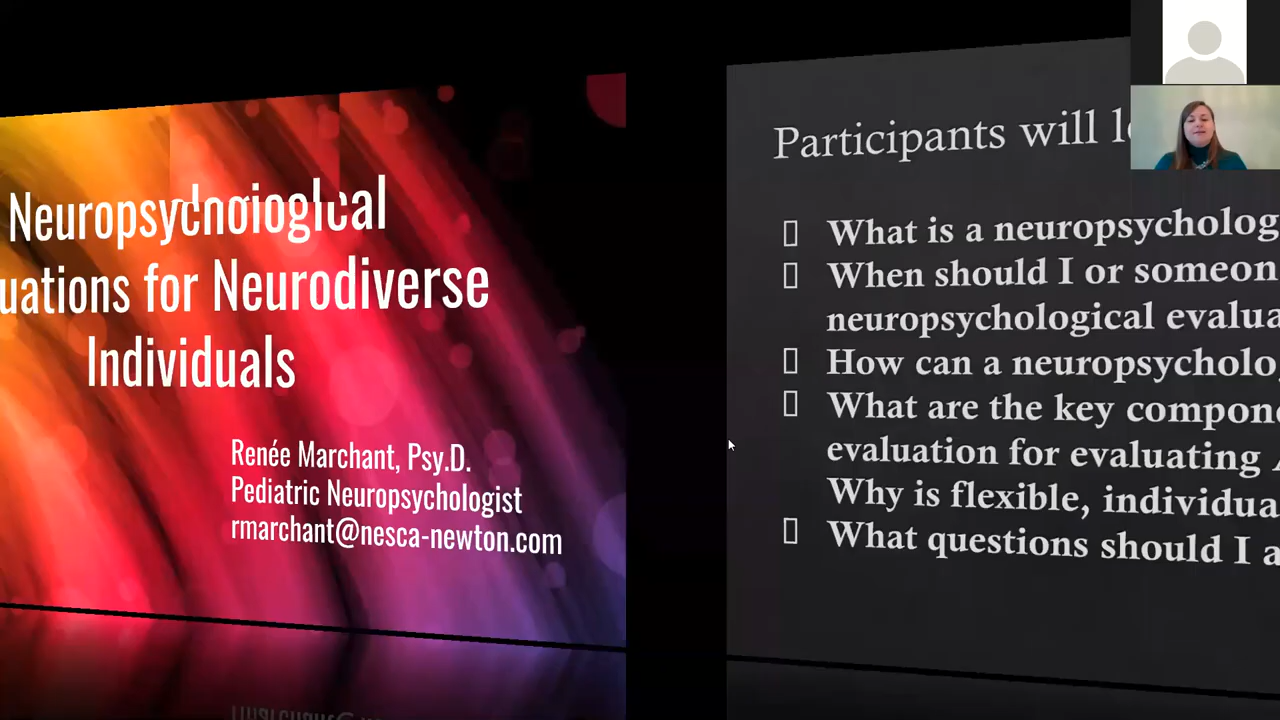 Neuropsychological
uations for Neurodiverse
Individuals
Renée Marchant, Psy.D.
Pediatric Neuropsychologist
rmarchant@nesca-newton.com
Participants will l
What is a neuropsycholog
When should I or someon
neuropsychological evalua
How can a neuropsycholo
What are the key compone
evaluation for evaluating A
Why is flexible, individua
What questions should I a